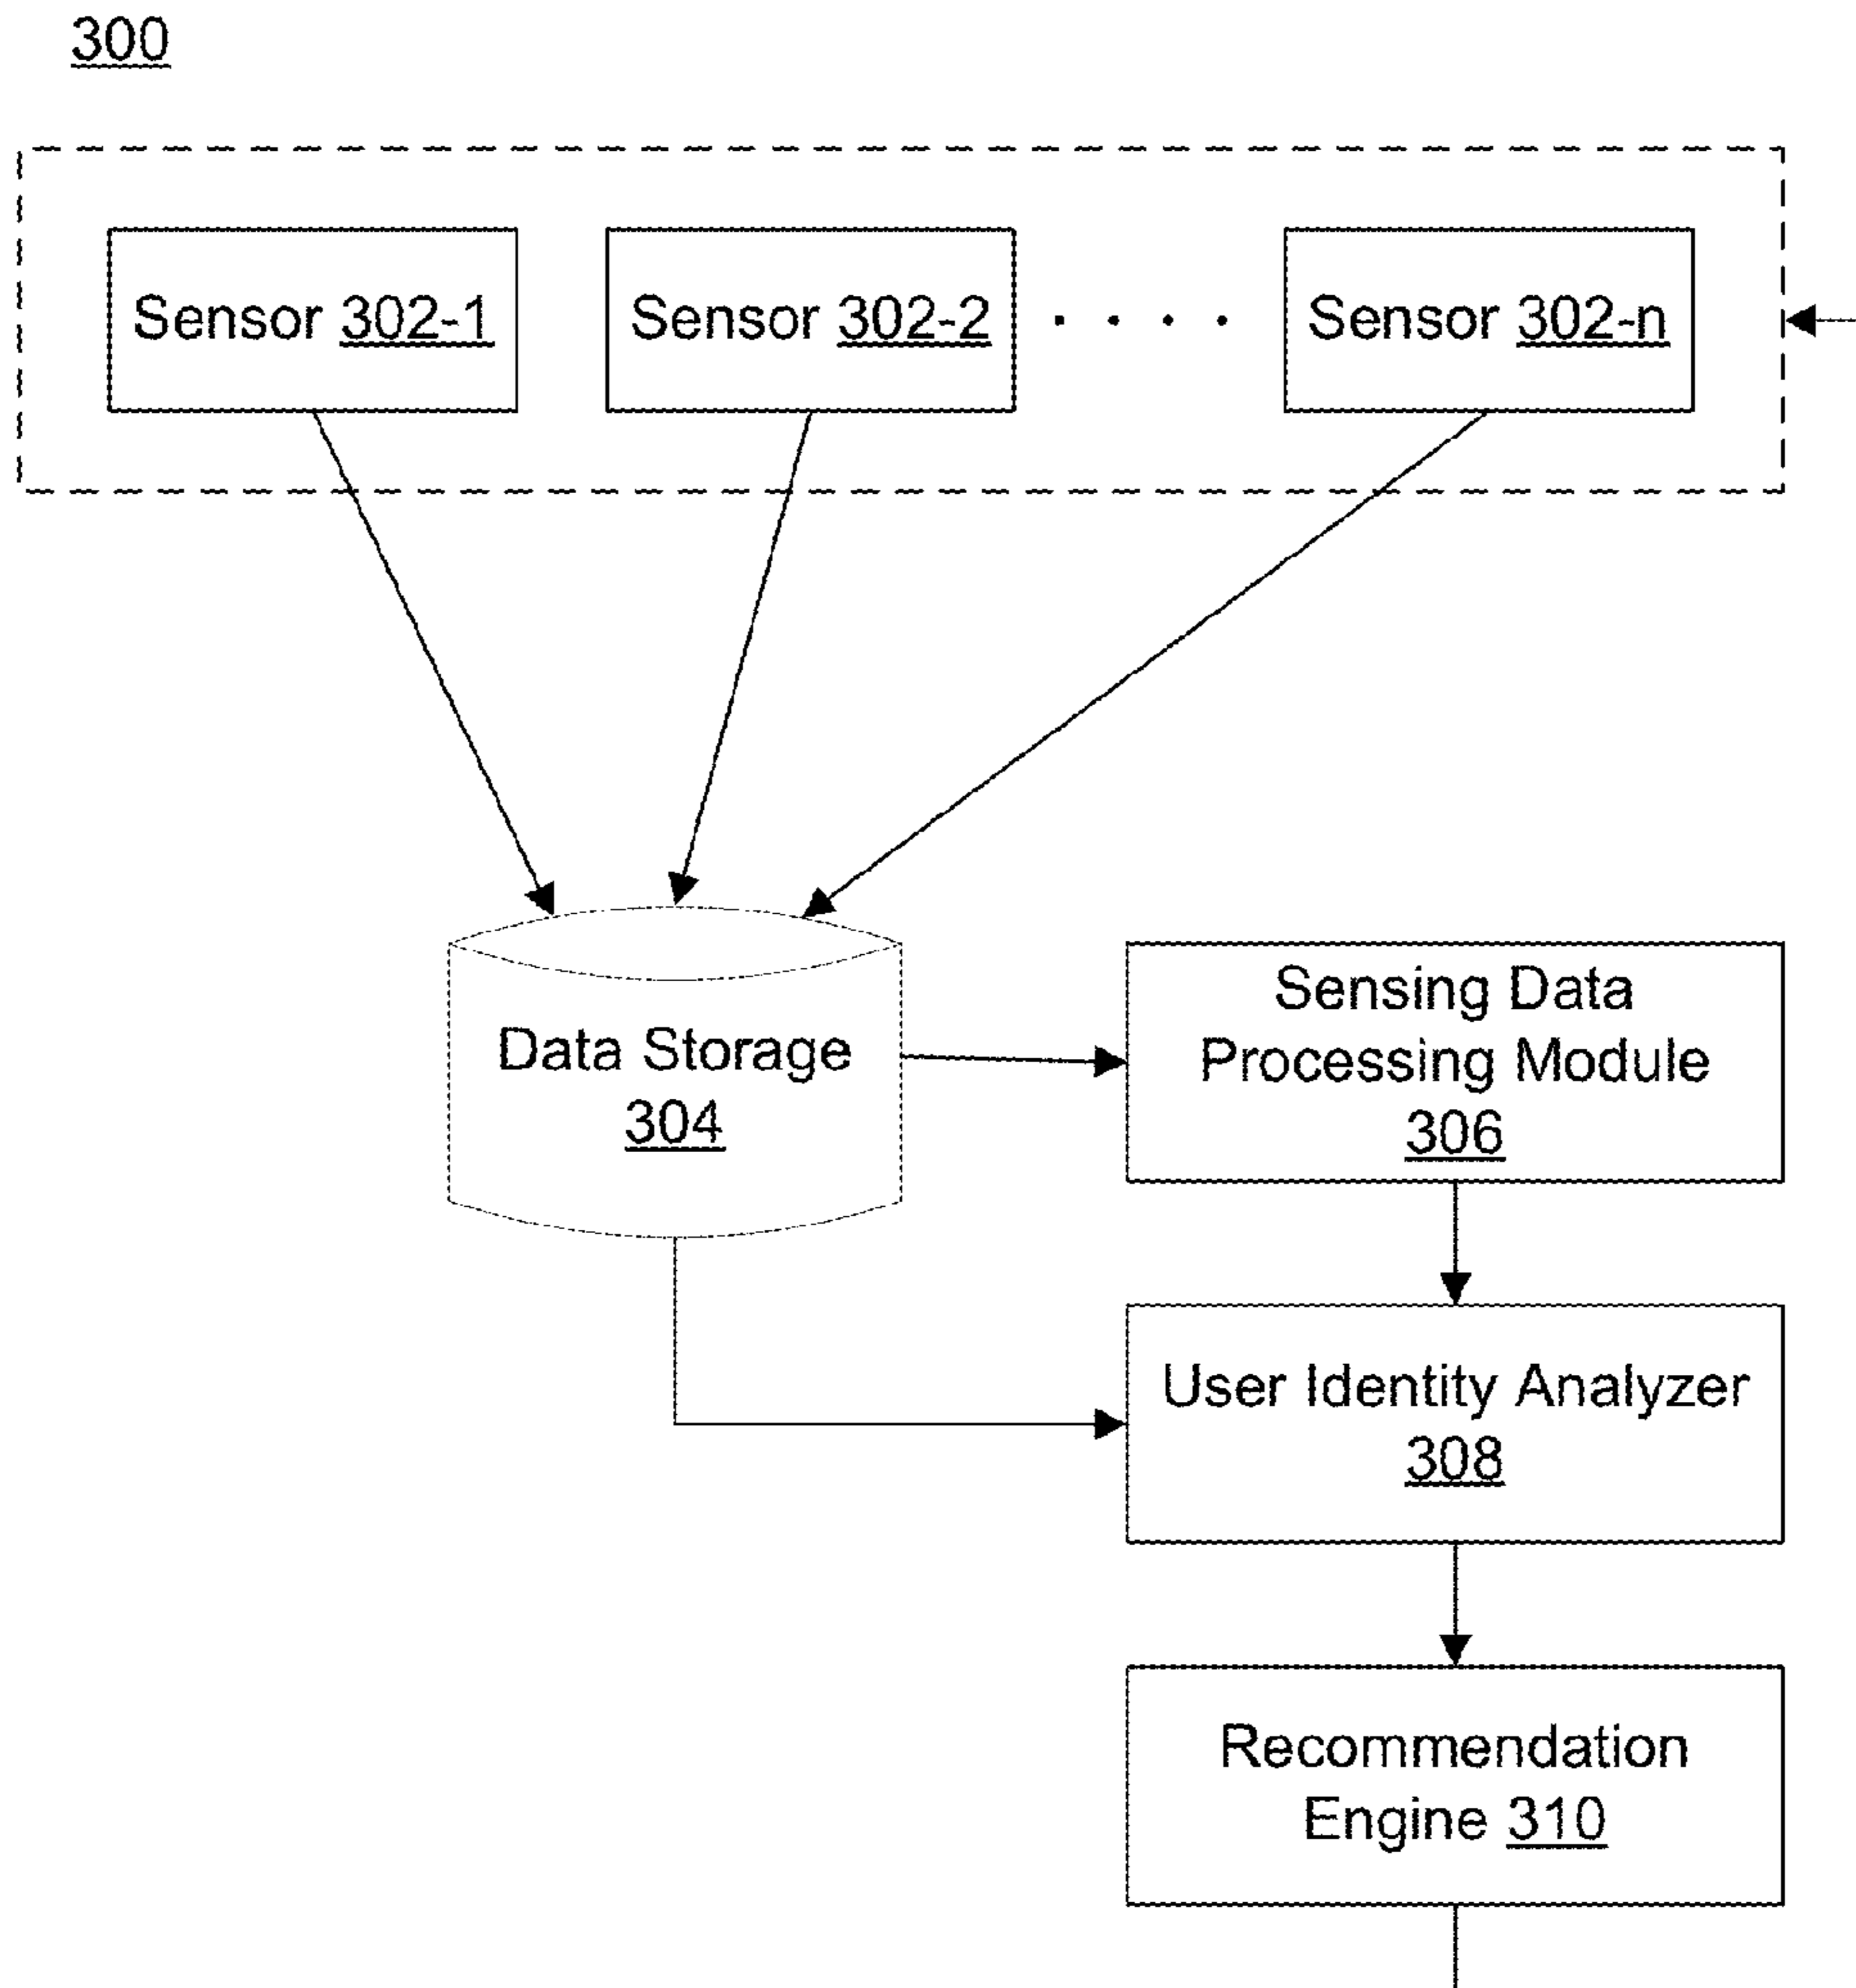 300
Sensor 302-1
Sensor 302-2
. . . .
Sensor 302-n
Data Storage
304
Sensing Data
Processing Module
306
User Identity Analyzer
308
Recommendation
Engine 310